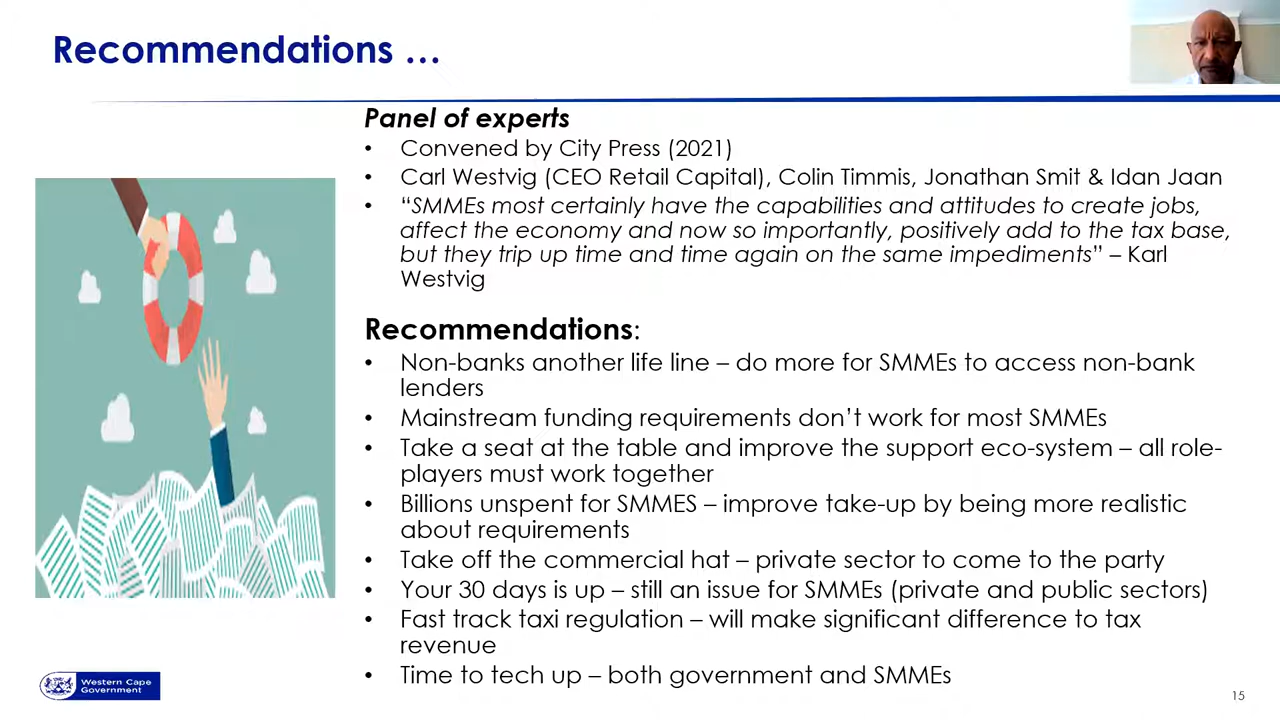 Recommendations …
Panel of experts
• Convened by City Press (2021)
• Carl Westvig (CEO Retail Capital), Colin Timmis, Jonathan Smit & Idan Jaan
• “SMMEs most certainly have the capabilities and attitudes to create jobs,
affect the economy and now so importantly, positively add to the tax base,
but they trip up time and time again on the same impediments” – Karl
Westvig
Recommendations:
• Non-banks another life line – do more for SMMEs to access non-bank
lenders
• Mainstream funding requirements don’t work for most SMMEs
• Take a seat at the table and improve the support eco-system – all role-
players must work together
• Billions unspent for SMMES – improve take-up by being more realistic
about requirements
• Take off the commercial hat – private sector to come to the party
• Your 30 days is up – still an issue for SMMEs (private and public sectors)
• Fast track taxi regulation – will make significant difference to tax
revenue
• Time to tech up – both government and SMMEs
Western Cape
Government
15